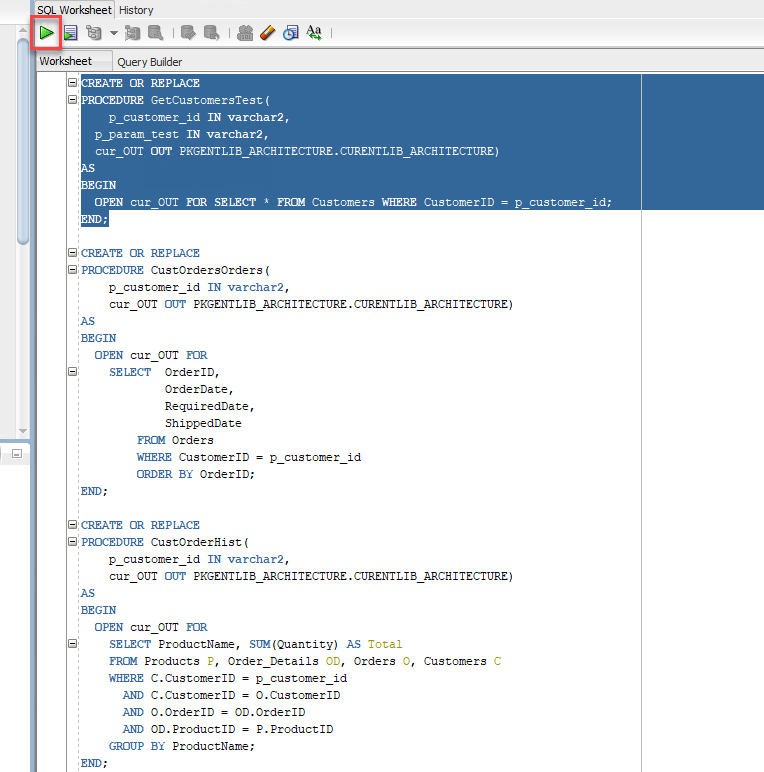 SQL Worksheet History
Aa
Worksheet Query Builder
CREATE OR REPLACE
PROCEDURE GetCustomersTest(
p_customer_id IN varchar2,
p_param_test IN varchar2,
cur_OUT OUT PKGENTLIB_ARCHITECTURE.CURENTLIB_ARCHITECTURE)
AS
BEGIN
OPEN cur_OUT FOR SELECT * FROM Customers WHERE CustomerID = p_customer_id;
END;
CREATE OR REPLACE
PROCEDURE CustOrdersOrders(
p_customer_id IN varchar2,
cur_OUT OUT PKGENTLIB_ARCHITECTURE.CURENTLIB_ARCHITECTURE)
AS
BEGIN
OPEN cur_OUT FOR
SELECT OrderID,
OrderDate,
RequiredDate,
ShippedDate
FROM Orders
WHERE CustomerID = p_customer_id
ORDER BY OrderID;
END;
CREATE OR REPLACE
PROCEDURE CustOrderHist(
p_customer_id IN varchar2,
cur_OUT OUT PKGENTLIB_ARCHITECTURE.CURENTLIB_ARCHITECTURE)
AS
BEGIN
OPEN cur_OUT FOR
SELECT ProductName, SUM(Quantity) AS Total
FROM Products P, Order_Details OD, Orders O, Customers C
WHERE C.CustomerID = p_customer_id
AND C.CustomerID = O.CustomerID
AND O.OrderID = OD.OrderID
AND OD.ProductID = P.ProductID
GROUP BY ProductName;
END;